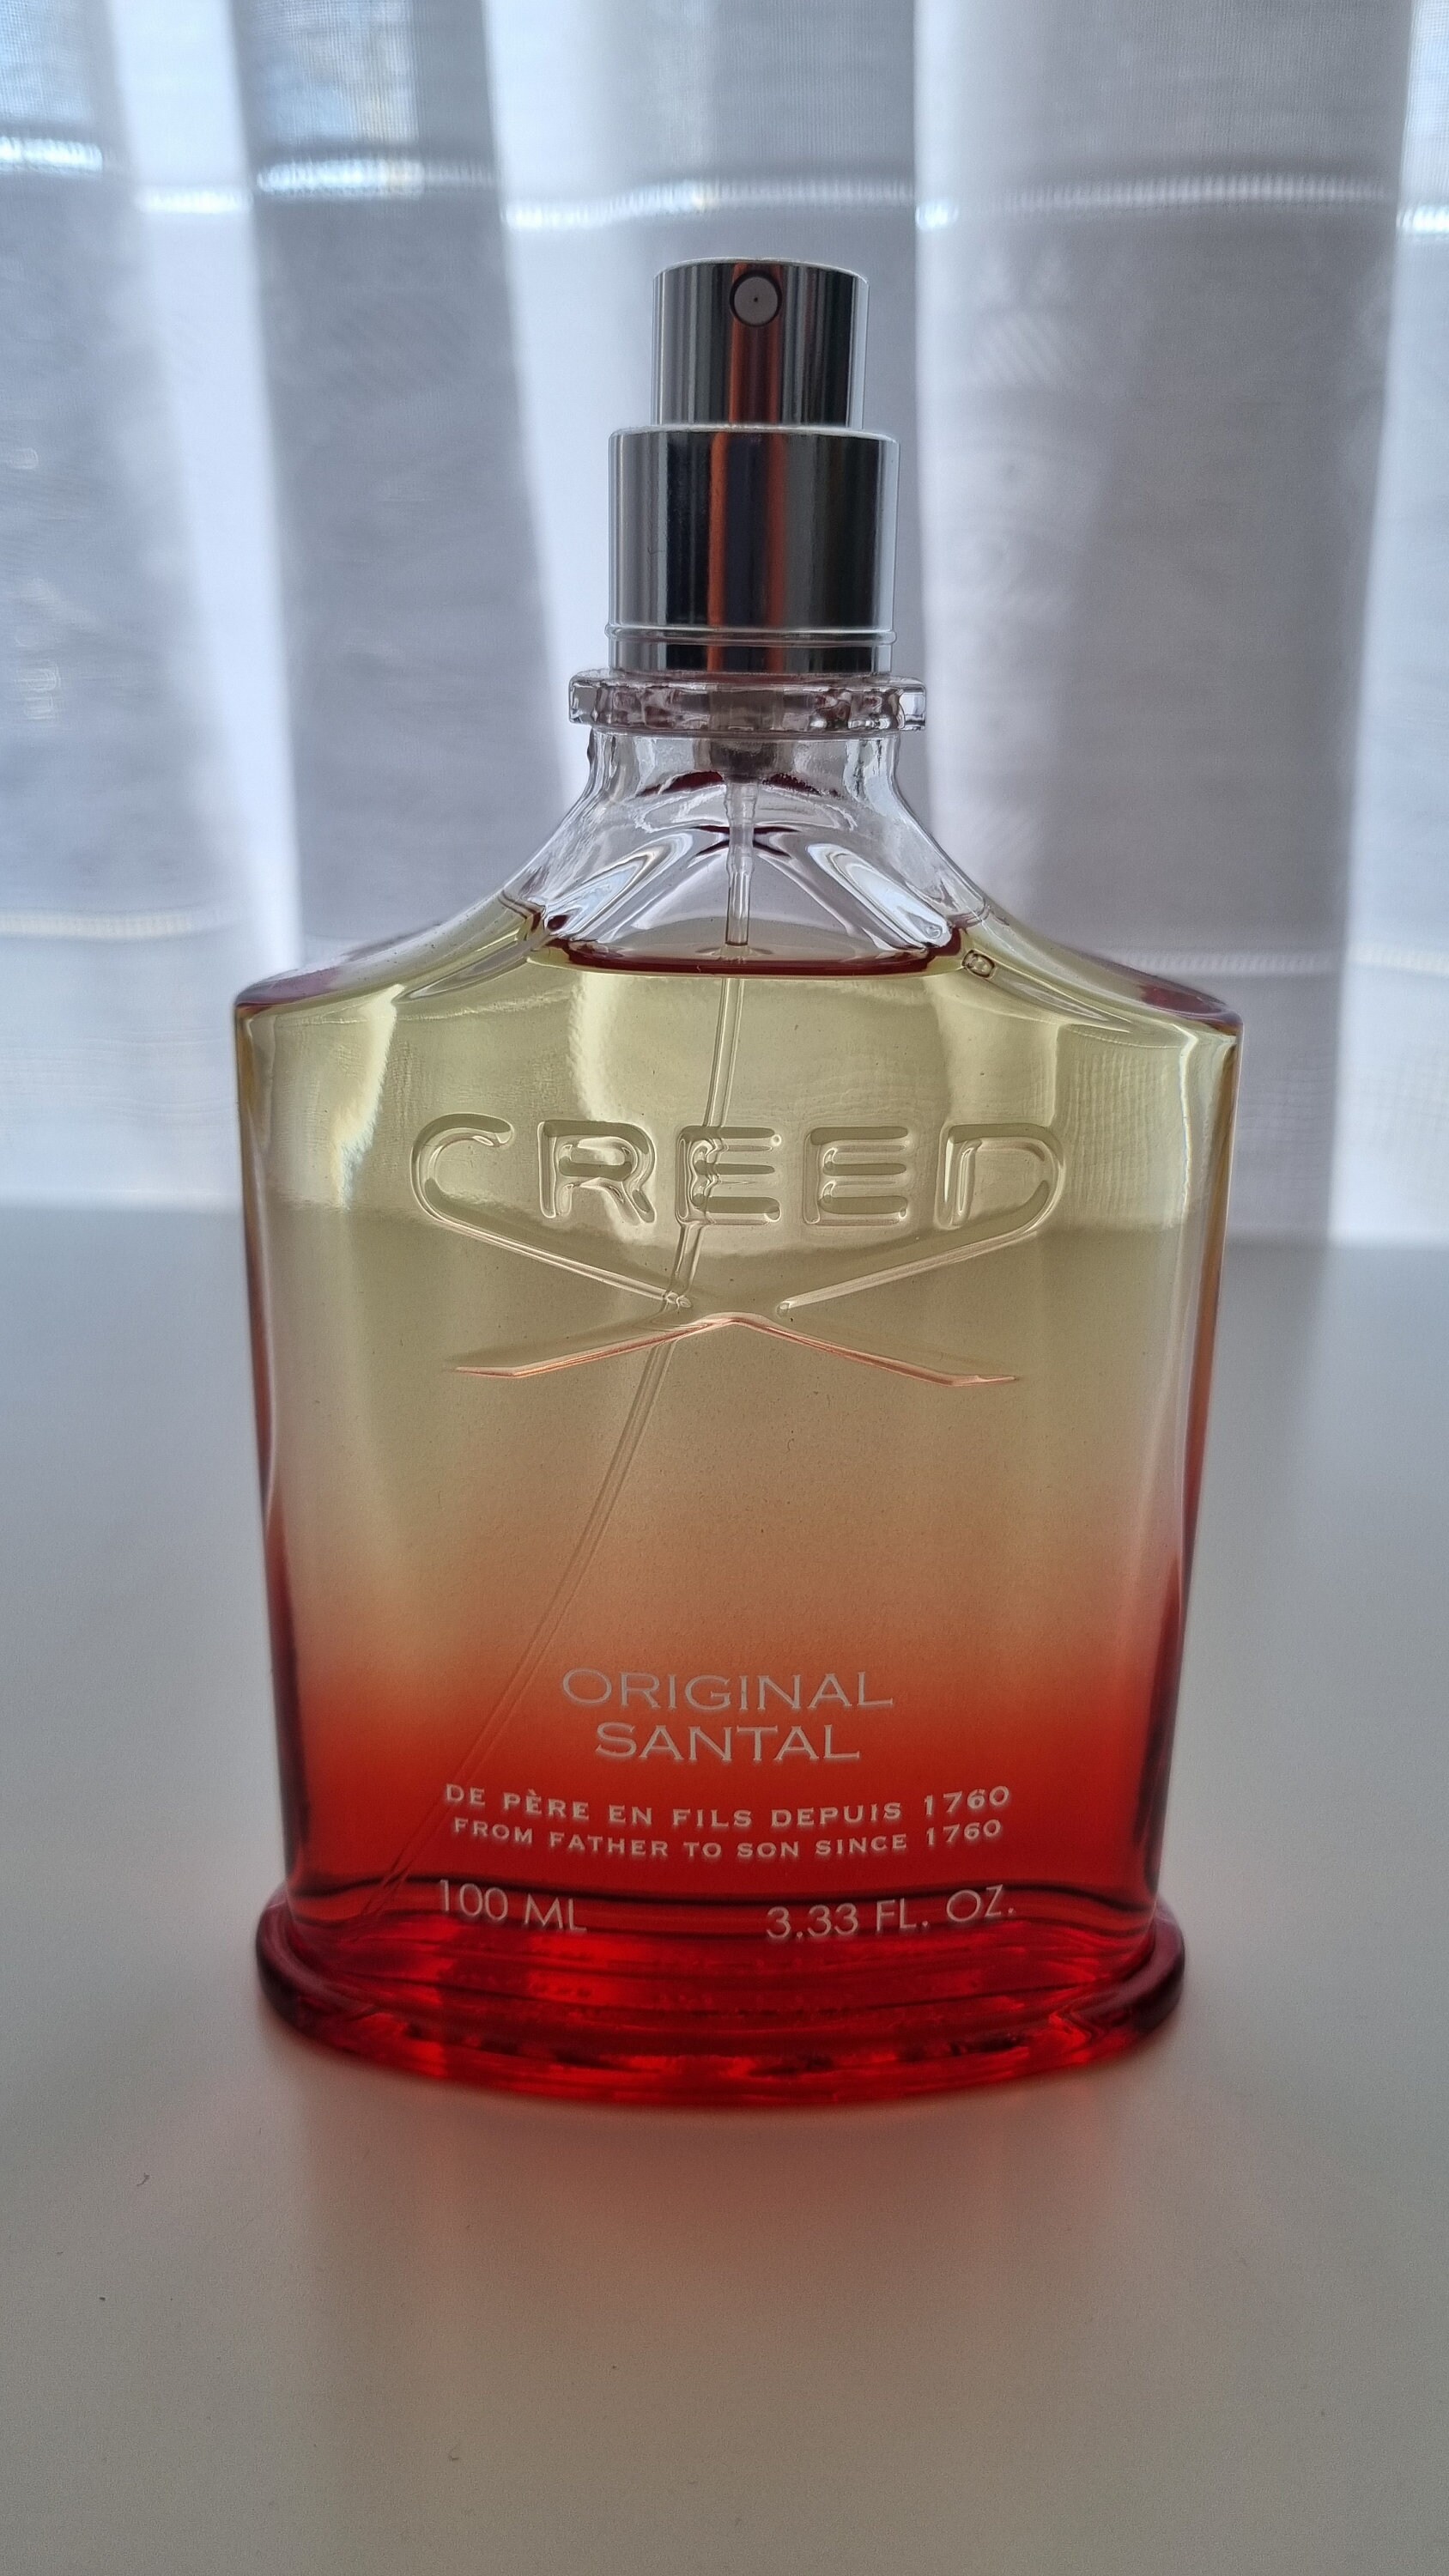 CREED
ORIGINAL
SANTAL
DE PÈRE EN FILS DEPUIS 1760
FROM FATHER TO SON SINCE 1760
100 ML 3.33 FL. OZ.